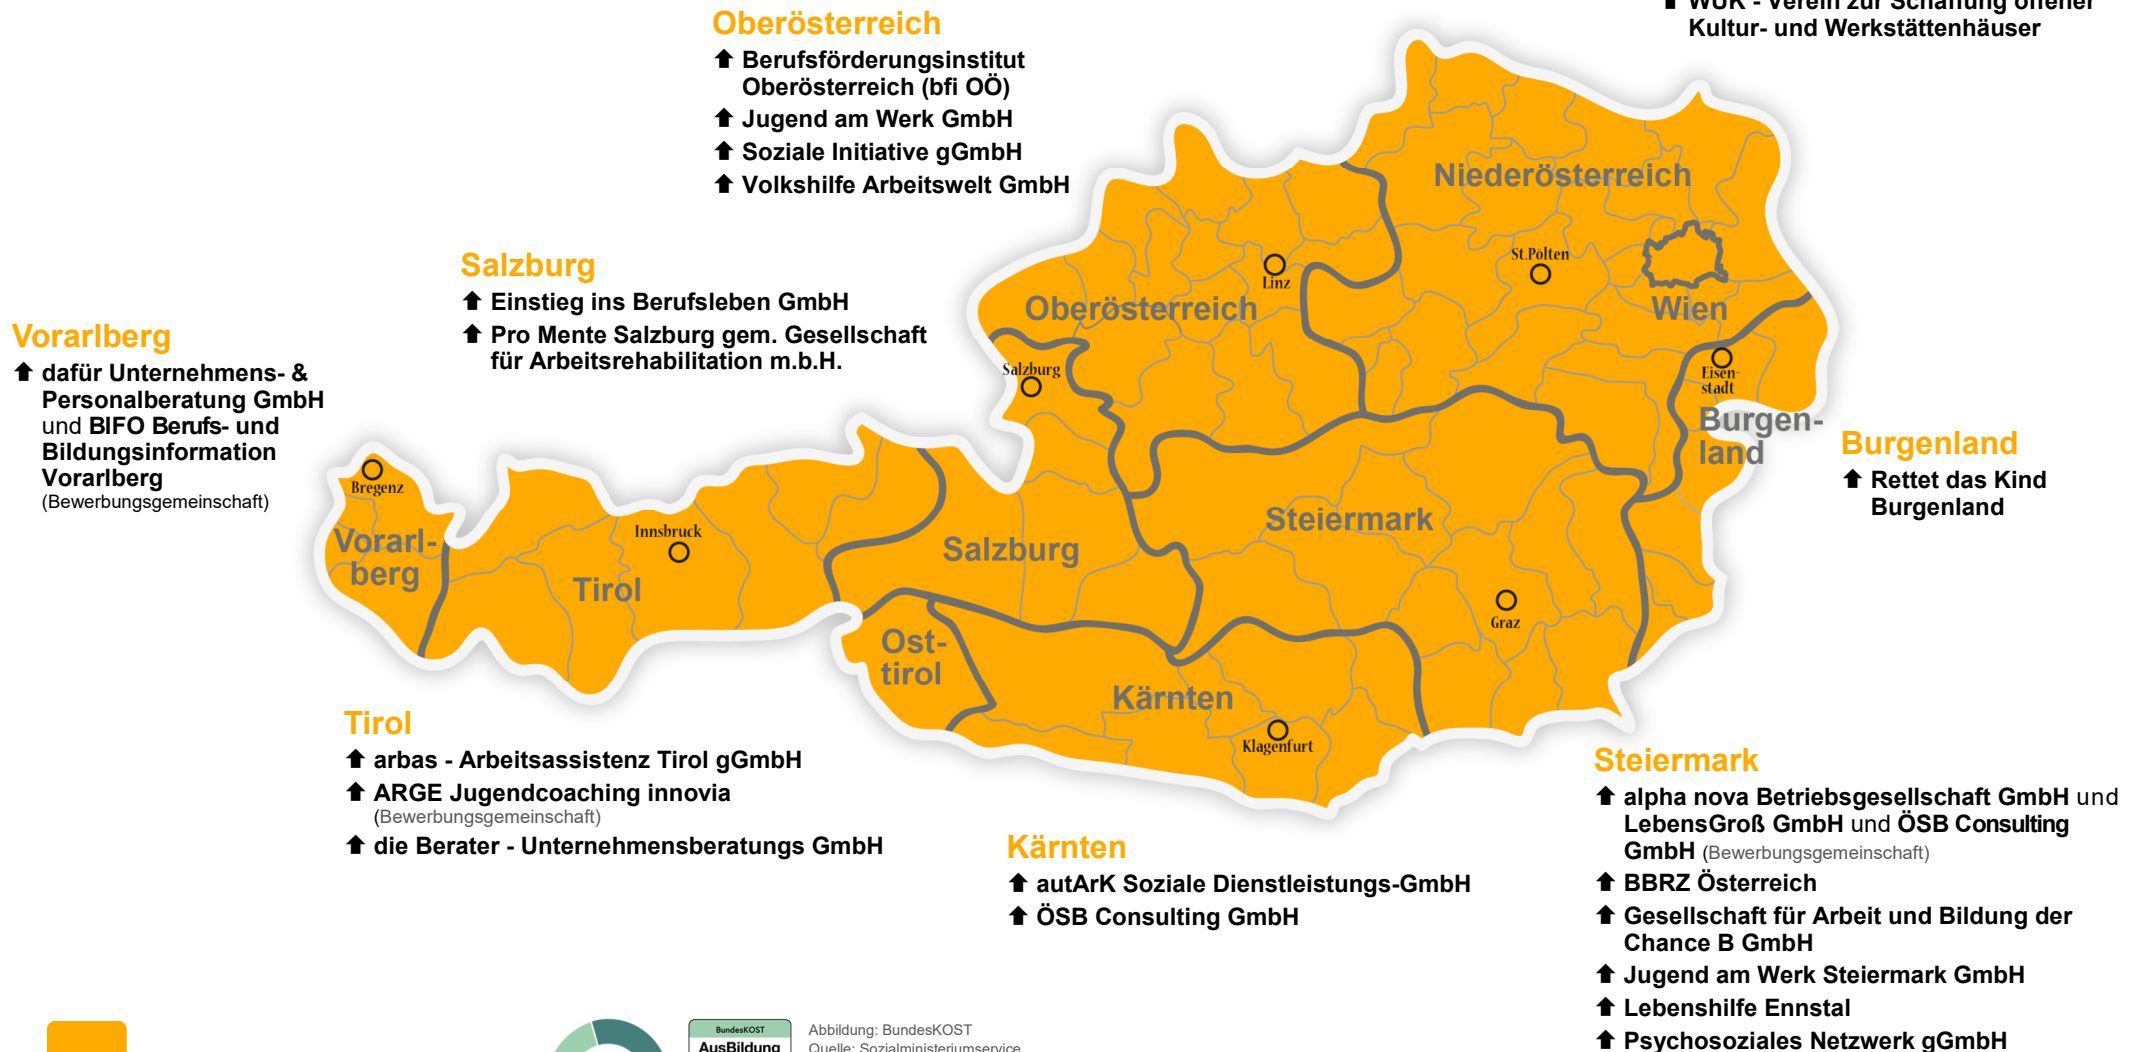 WUK - Verein zur Schaffung offener
Kultur- und Werkstättenhäuser
Oberösterreich
Berufsförderungsinstitut
Oberösterreich (bfi OÖ)
Jugend am Werk GmbH
Soziale Initiative gGmbH
Volkshilfe Arbeitswelt GmbH
Salzburg
Einstieg ins Berufsleben GmbH
Pro Mente Salzburg gem. Gesellschaft
für Arbeitsrehabilitation m.b.H.
Vorarlberg
dafür Unternehmens- &
Personalberatung GmbH
und BIFO Berufs- und
Bildungsinformation
Vorarlberg
(Bewerbungsgemeinschaft)
Niederösterreich
St.Pölten
Linz
Oberösterreich
Wien
Salzburg
Eisen-
stadt
Burgen-
land
Bregenz
Vorarl-
berg
Innsbruck
Tirol
Salzburg
Steiermark
Graz
Ost-
tirol
Kärnten
Klagenfurt
Burgenland
Rettet das Kind
Burgenland
Tirol
arbas - Arbeitsassistenz Tirol gGmbH
ARGE Jugendcoaching innovia
(Bewerbungsgemeinschaft)
die Berater - Unternehmensberatungs GmbH
Kärnten
autArK Soziale Dienstleistungs-GmbH
ÖSB Consulting GmbH
Steiermark
alpha nova Betriebsgesellschaft GmbH und
LebensGroß GmbH und ÖSB Consulting
GmbH (Bewerbungsgemeinschaft)
BBRZ Österreich
Gesellschaft für Arbeit und Bildung der
Chance B GmbH
Jugend am Werk Steiermark GmbH
Lebenshilfe Ennstal
Psychosoziales Netzwerk gGmbH
BundesKOST
AusBildung
Abbildung: BundesKOST
Quelle: Sozialministeriumservice